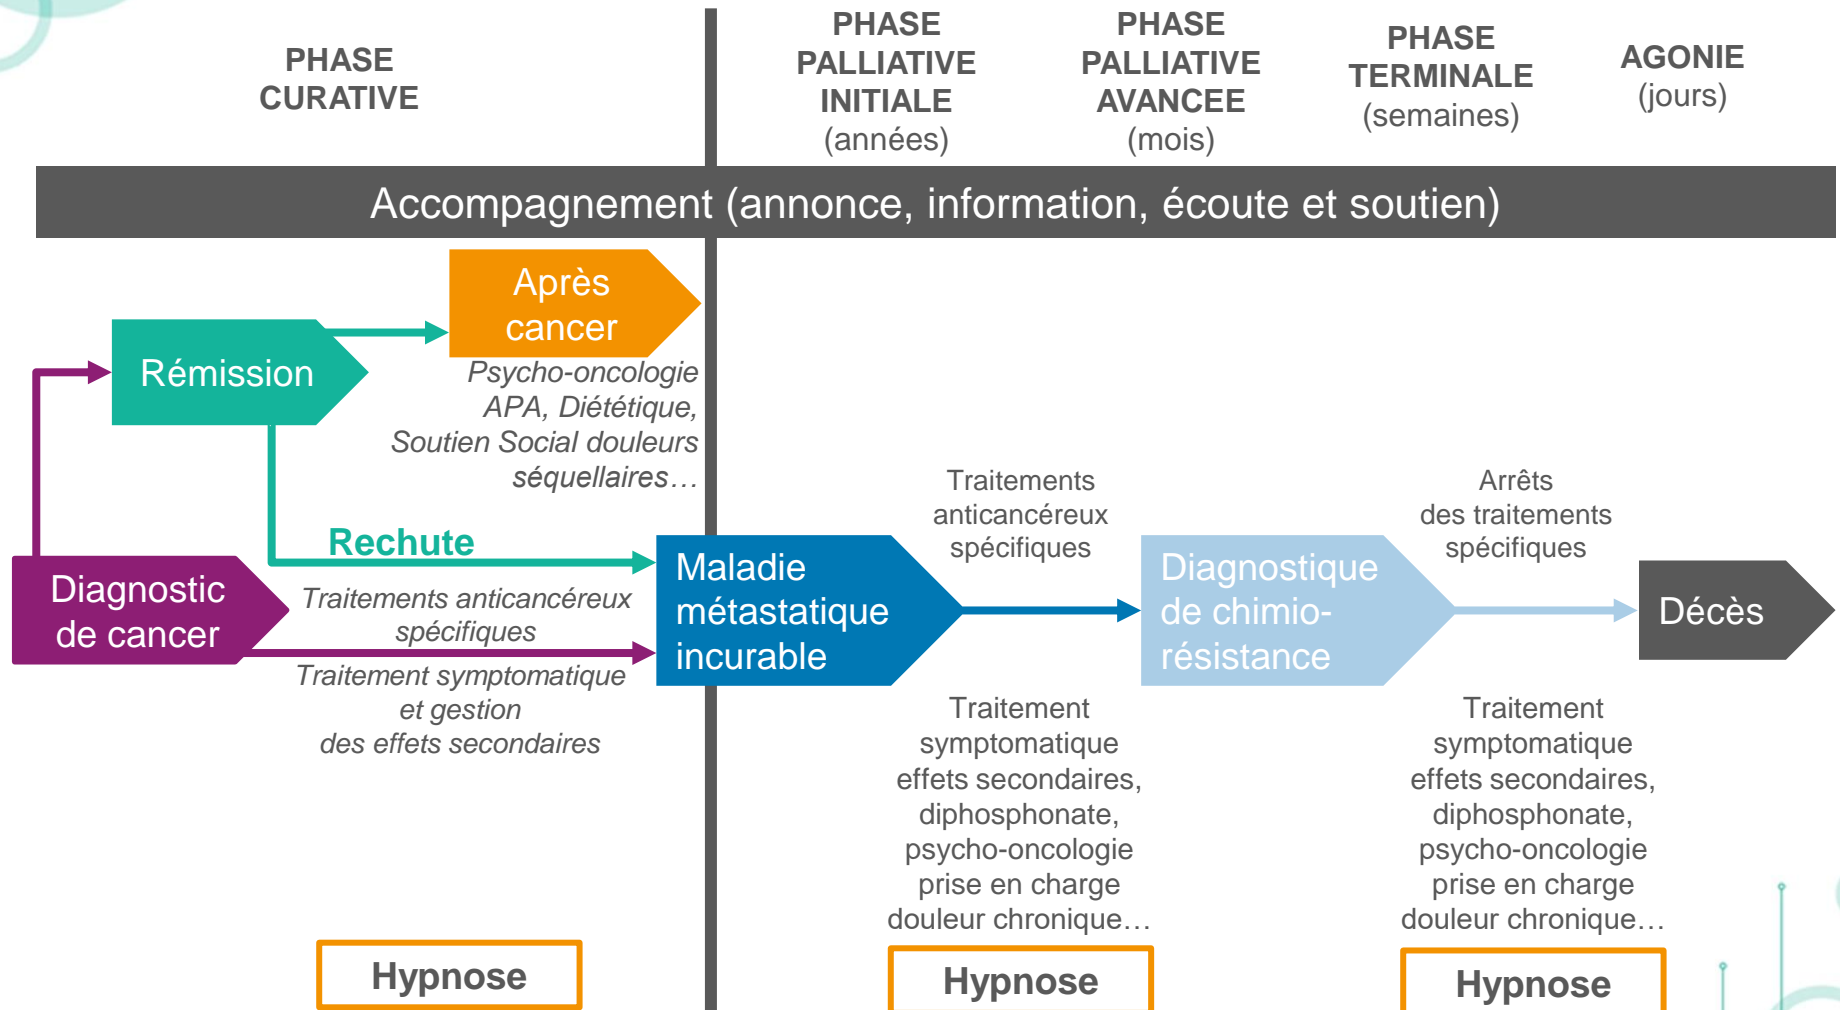 PHASE
CURATIVE
PHASE
PALLIATIVE
INITIALE
(années)
PHASE
PALLIATIVE
AVANCEE
(mois)
PHASE
TERMINALE
(semaines)
AGONIE
(jours)
Accompagnement (annonce, information, écoute et soutien)
Après
cancer
Rémission
Psycho-oncologie
APA, Diététique,
Soutien Social douleurs
séquellaires…
Rechute
Diagnostic
de cancer
Traitements anticancéreux
spécifiques
Traitement symptomatique
et gestion
des effets secondaires
Maladie
métastatique
incurable
Traitements
anticancéreux
spécifiques
Diagnostique
de chimio-
résistance
Arrêts
des traitements
spécifiques
Décès
Traitement
symptomatique
effets secondaires,
diphosphonate,
psycho-oncologie
prise en charge
douleur chronique…
Traitement
symptomatique
effets secondaires,
diphosphonate,
psycho-oncologie
prise en charge
douleur chronique…
Hypnose
Hypnose
Hypnose